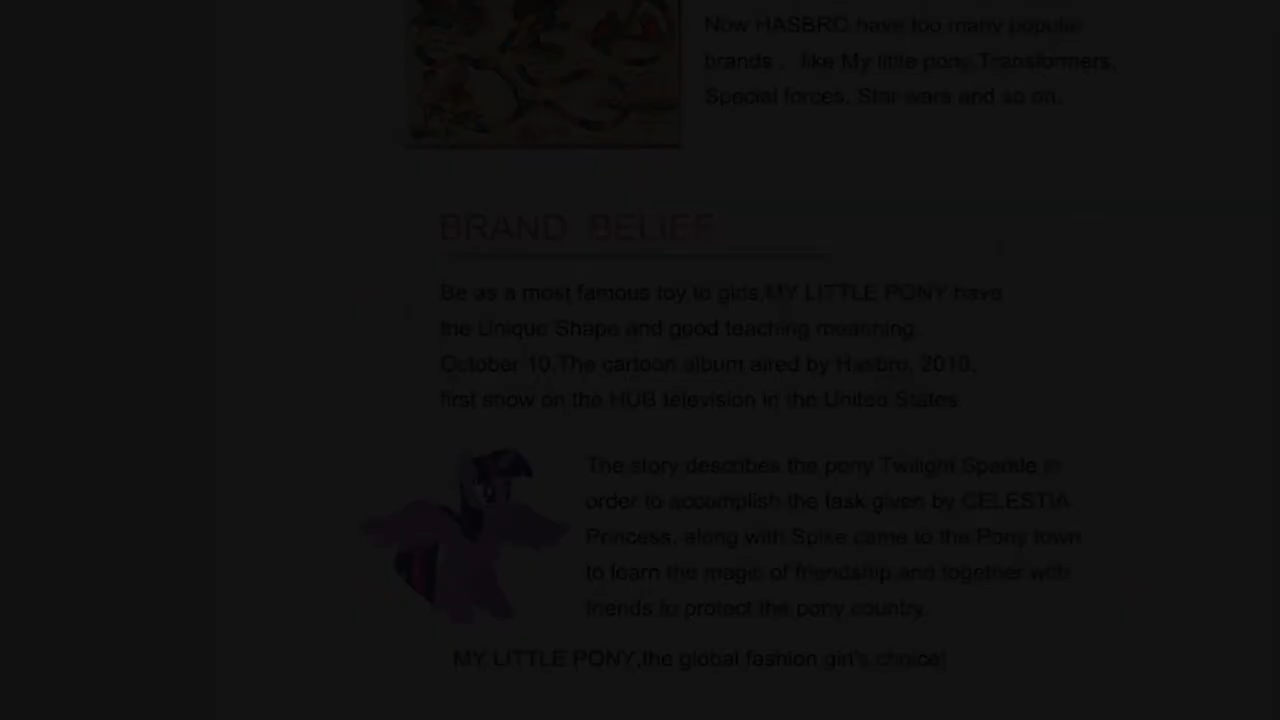 Now HASBRO have too many popular
brands , like My little pony,Transformers,
Special forces, Star wars and so on.
BRAND BELIEF
Be as a most famous toy to girls,MY LITTLE PONY have
the Unique Shape and good teaching meanning.
October 10,The cartoon album aired by Hasbro, 2010,
first show on the HUB television in the United States
The story describes the pony Twilight Sparkle in
order to accomplish the task given by CELESTIA
Princess, along with Spike came to the Pony town
to learn the magic of friendship and together with
friends to protect the pony country.
MY LITTLE PONY,the global fashion girl's choice!